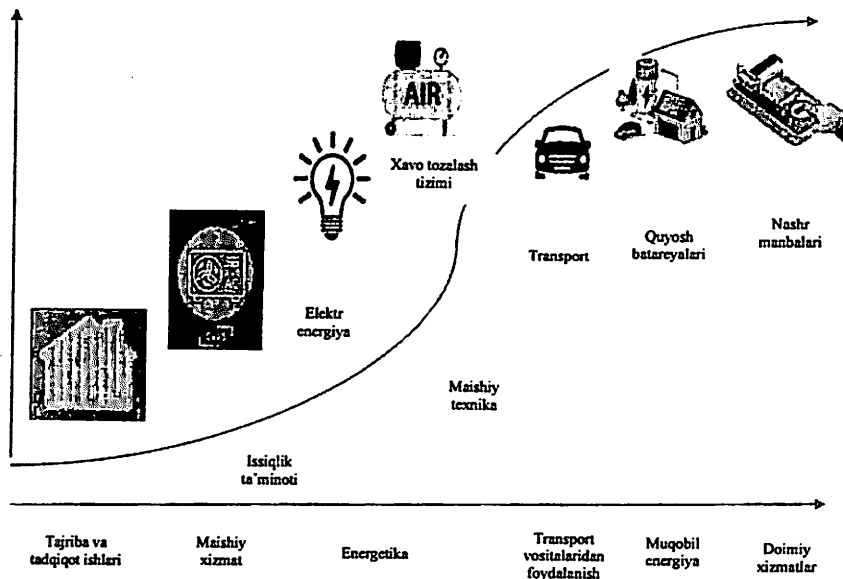 AIR
Xavo tozalash
tizimi
Transport
Quyosh
batareyalari
Nashr
manbalari
Elektr
energiya
Maishiy
texnika
Issiqlik
ta'minoti
Tajriba va
tadqiqot ishlari
Maishiy
xizmat
Energetika
Transport
vositalaridan
foydalanish
Muqobil
energiya
Doimiy
xizmatlar